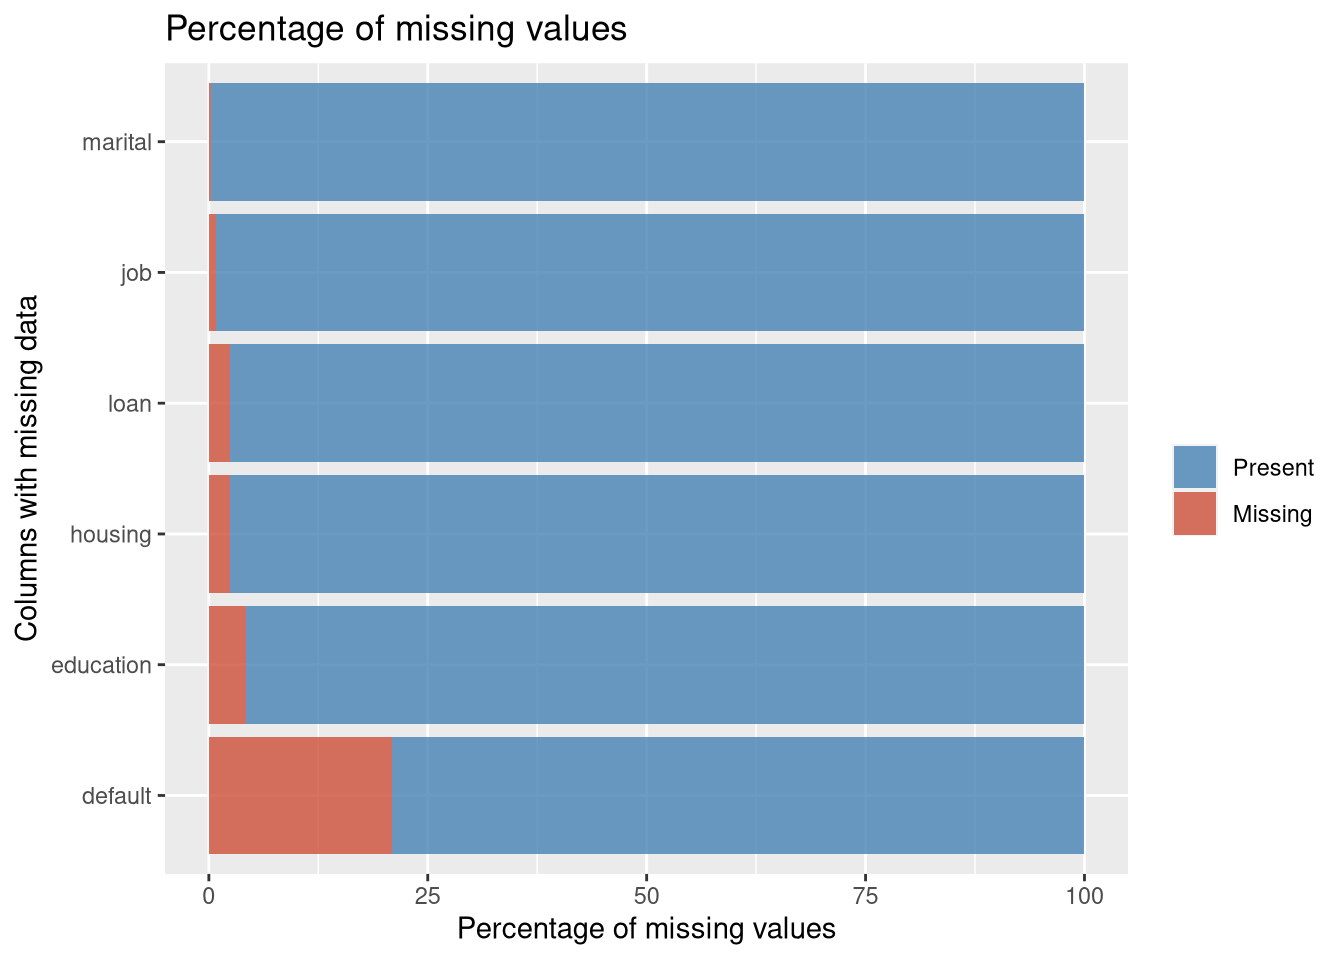 Percentage of missing values
Columns with missing data
marital
job
loan
housing
education
default
0 25 50 75 100
Percentage of missing values
Present
Missing